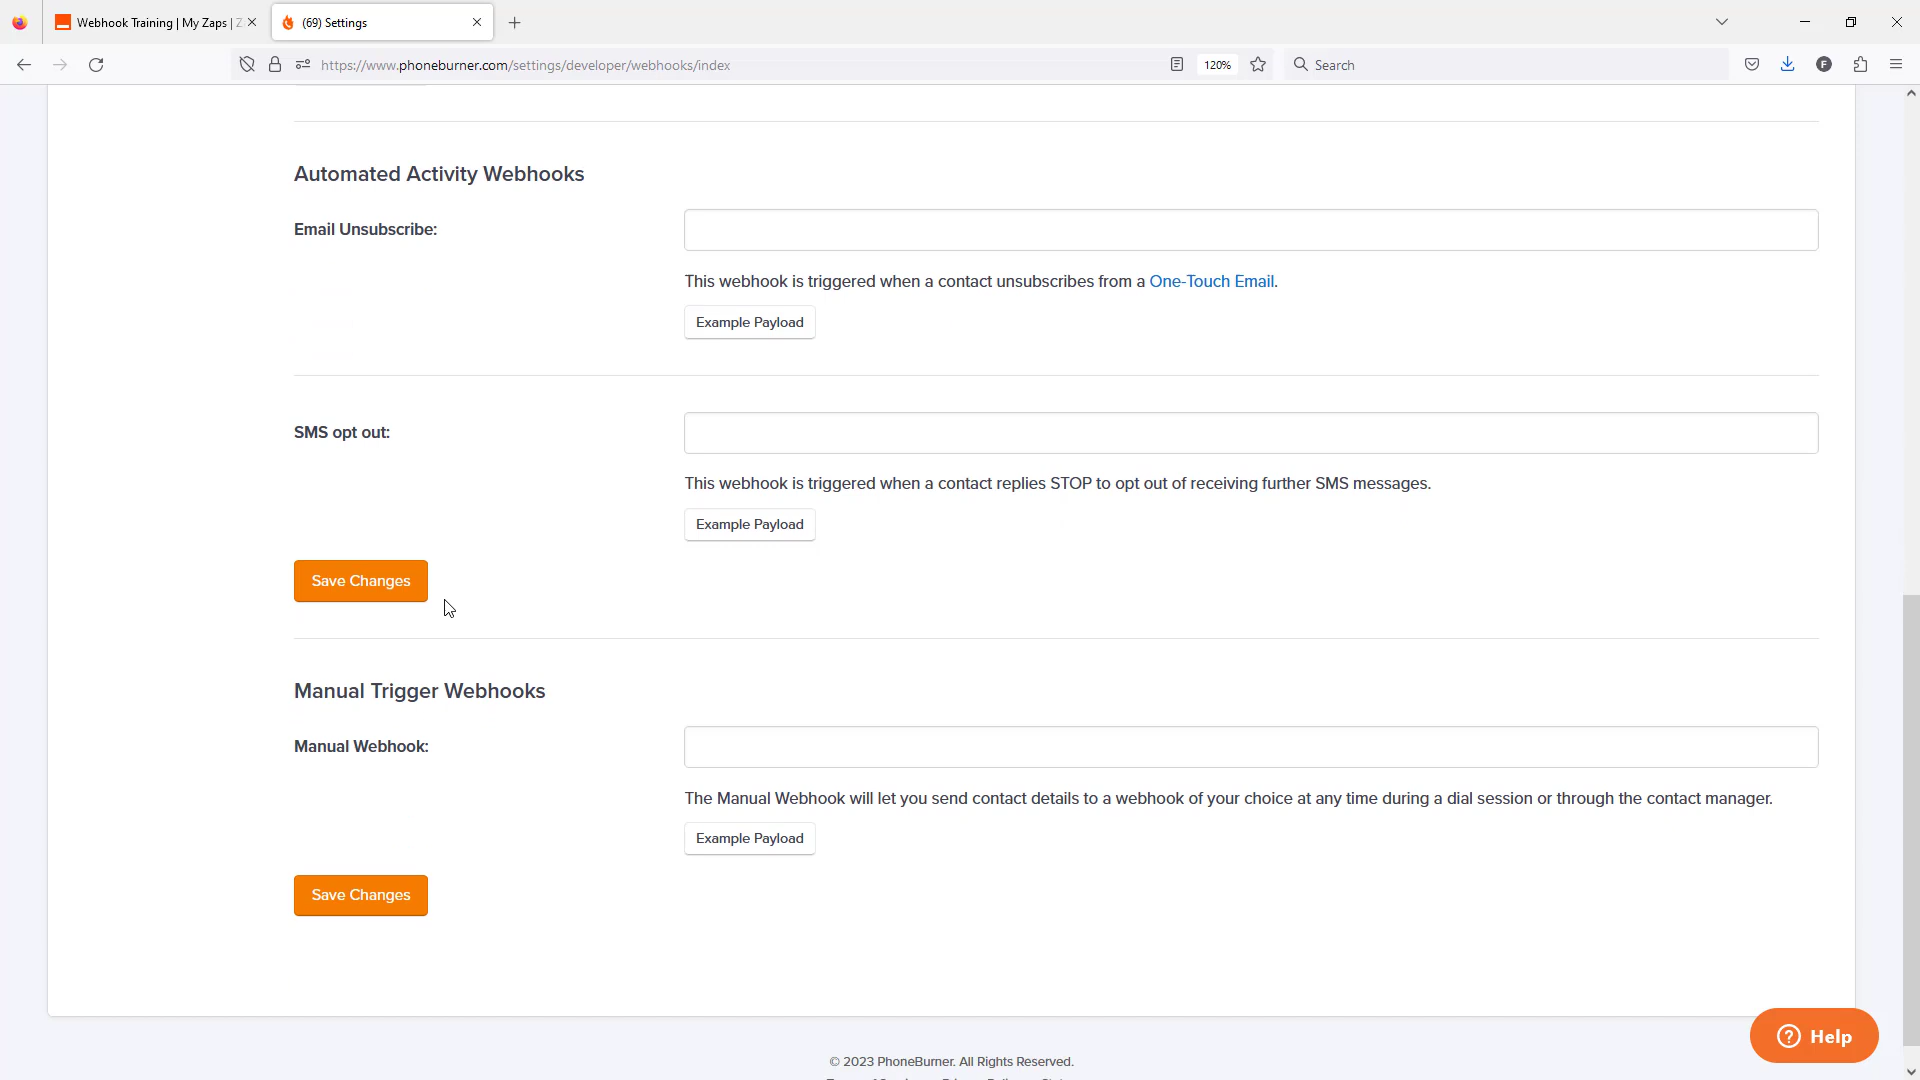 Webhook Training | My Zaps | Z
(69) Settings
https://www.phoneburner.com/settings/developer/webhooks/index
120%
Search
F
Automated Activity Webhooks
Email Unsubscribe:
This webhook is triggered when a contact unsubscribes from a One-Touch Email.
Example Payload
SMS opt out:
This webhook is triggered when a contact replies STOP to opt out of receiving further SMS messages.
Example Payload
Save Changes
Manual Trigger Webhooks
Manual Webhook:
The Manual Webhook will let you send contact details to a webhook of your choice at any time during a dial session or through the contact manager.
Example Payload
Save Changes
? Help
© 2023 PhoneBurner. All Rights Reserved.